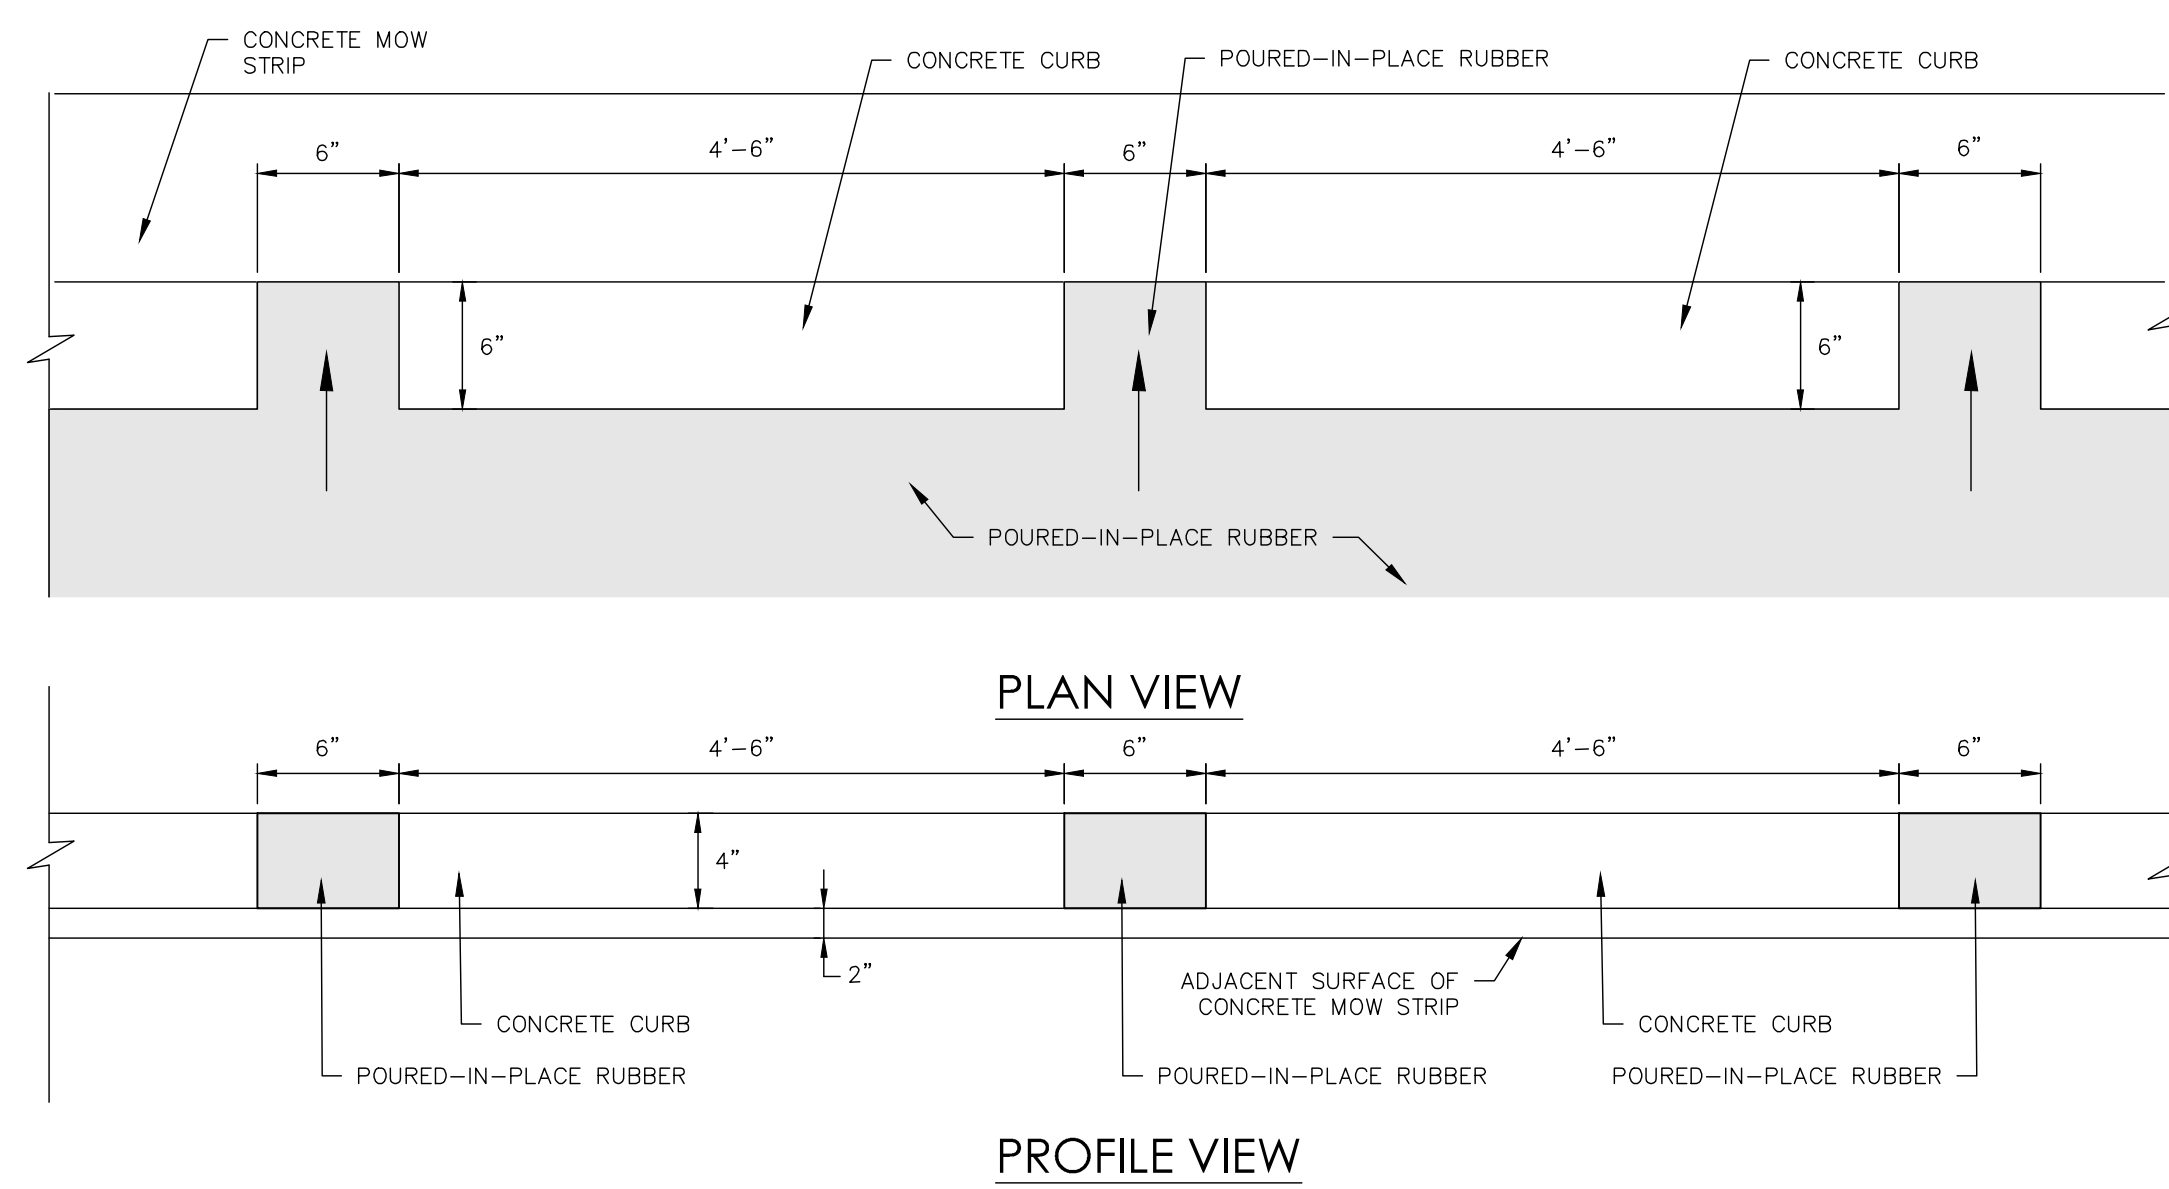 CONCRETE MOW
STRIP
CONCRETE CURB
POURED-IN-PLACE RUBBER
CONCRETE CURB
6”
4’-6”
6”
4’-6”
6”
6”
6”
POURED-IN-PLACE RUBBER
PLAN VIEW
6”
4’-6”
6”
4’-6”
6”
4”
2”
ADJACENT SURFACE OF
CONCRETE MOW STRIP
CONCRETE CURB
CONCRETE CURB
POURED-IN-PLACE RUBBER
POURED-IN-PLACE RUBBER
POURED-IN-PLACE RUBBER
PROFILE VIEW